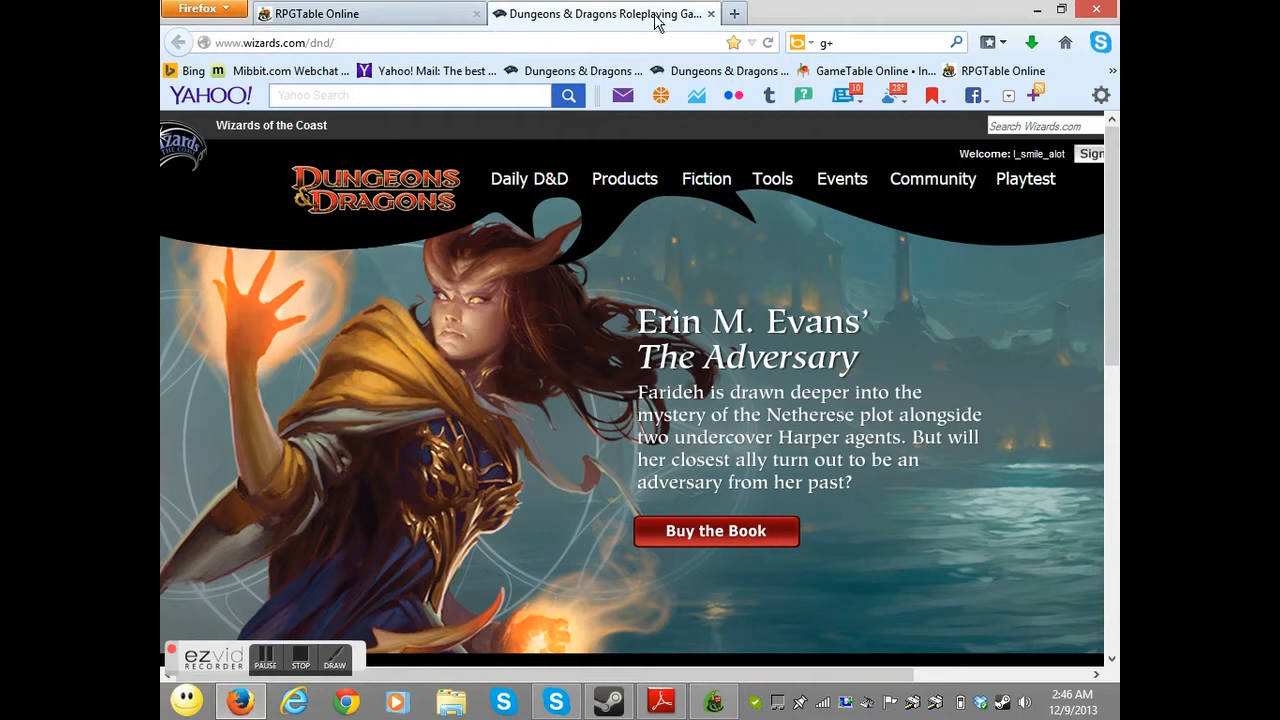 Firefox
RPGTable Online
Dungeons & Dragons Roleplaying Ga...
www.wizards.com/dnd/
g+
Bing
Mibbit.com Webchat ...
Yahoo! Mail: The best ...
Dungeons & Dragons ...
Dungeons & Dragons ...
GameTable Online • In...
RPGTable Online
»
YAHOO!
Yahoo Search
10
28°
Wizards of the Coast
Search Wizards.com
Welcome: l_smile_alot
Sign
DUNGEONS & DRAGONS
Daily D&D
Products
Fiction
Tools
Events
Community
Playtest
Erin M. Evans’
The Adversary
Farideh is drawn deeper into the
mystery of the Netherese plot alongside
two undercover Harper agents. But will
her closest ally turn out to be an
adversary from her past?
Buy the Book
ezvid
RECORDER
PAUSE
STOP
DRAW
2:46 AM
12/9/2013